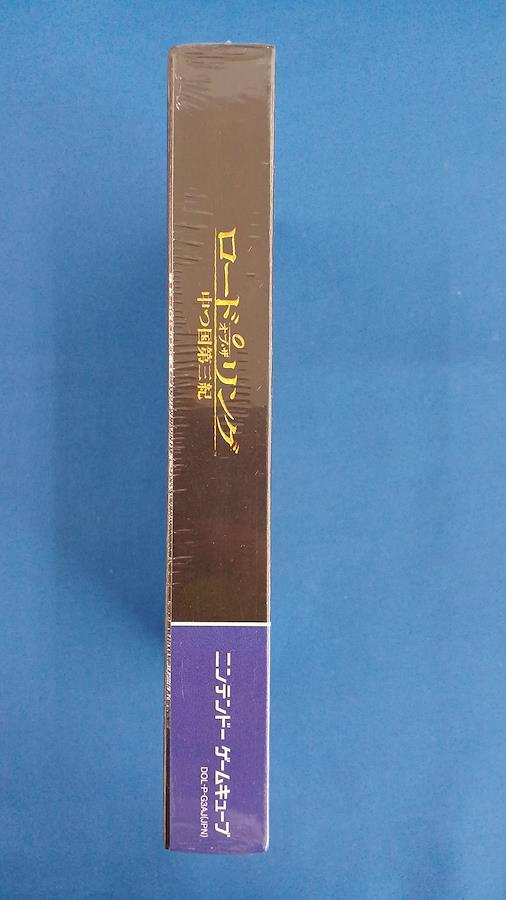 ロード オブ・ザ リング
中つ国第三紀
ニンテンドー ゲームキューブ
DOL-P-G3AJ(JPN)